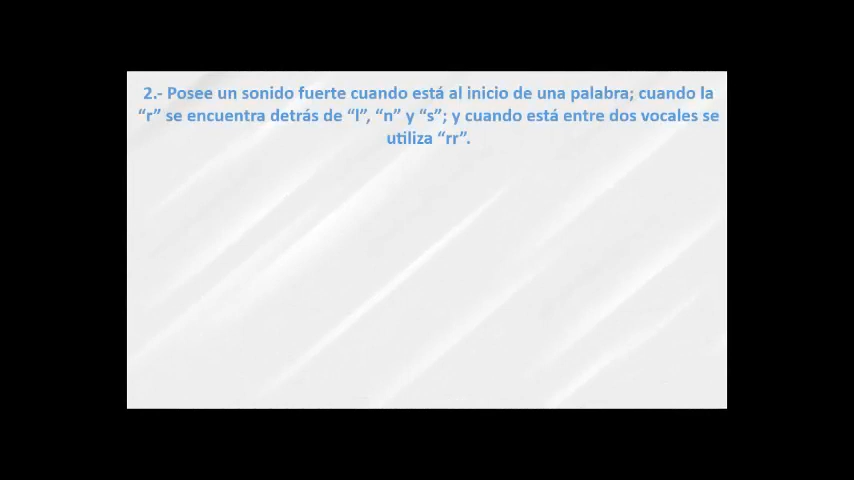 2.- Posee un sonido fuerte cuando está al inicio de una palabra; cuando la
“r” se encuentra detrás de “l”, “n” y “s”; y cuando está entre dos vocales se
utiliza “rr”.